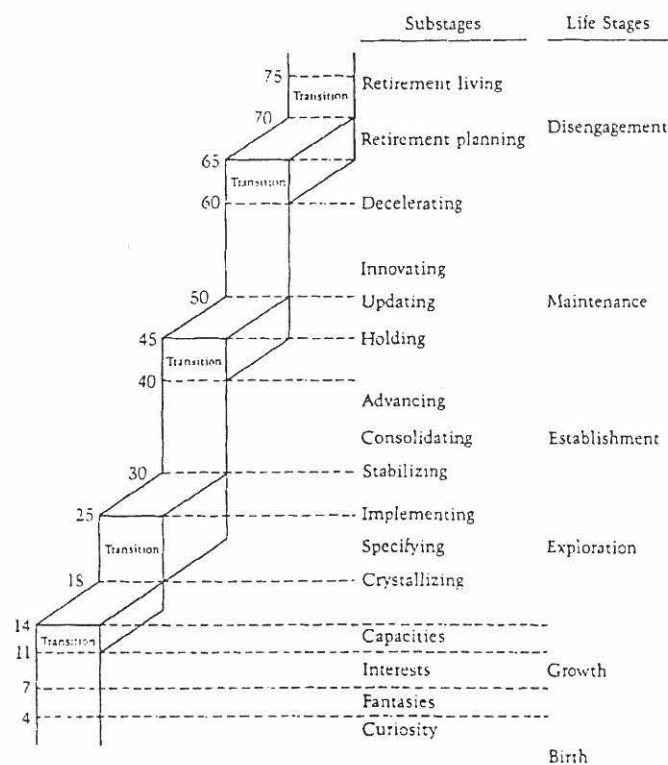 Substages Life Stages
75 Retirement living
Transition
70 Disengagement
Retirement planning
65
Transition
60 Decelerating
Innovating
50 Updating Maintenance
45 Holding
Transition
40
Advancing
Consolidating Establishment
30 Stabilizing
25 Implementing
Transition Specifying Exploration
18 Crystallizing
14
Transition Capacities
11
Interests Growth
7
Fantasies
4
Curiosity
Birth